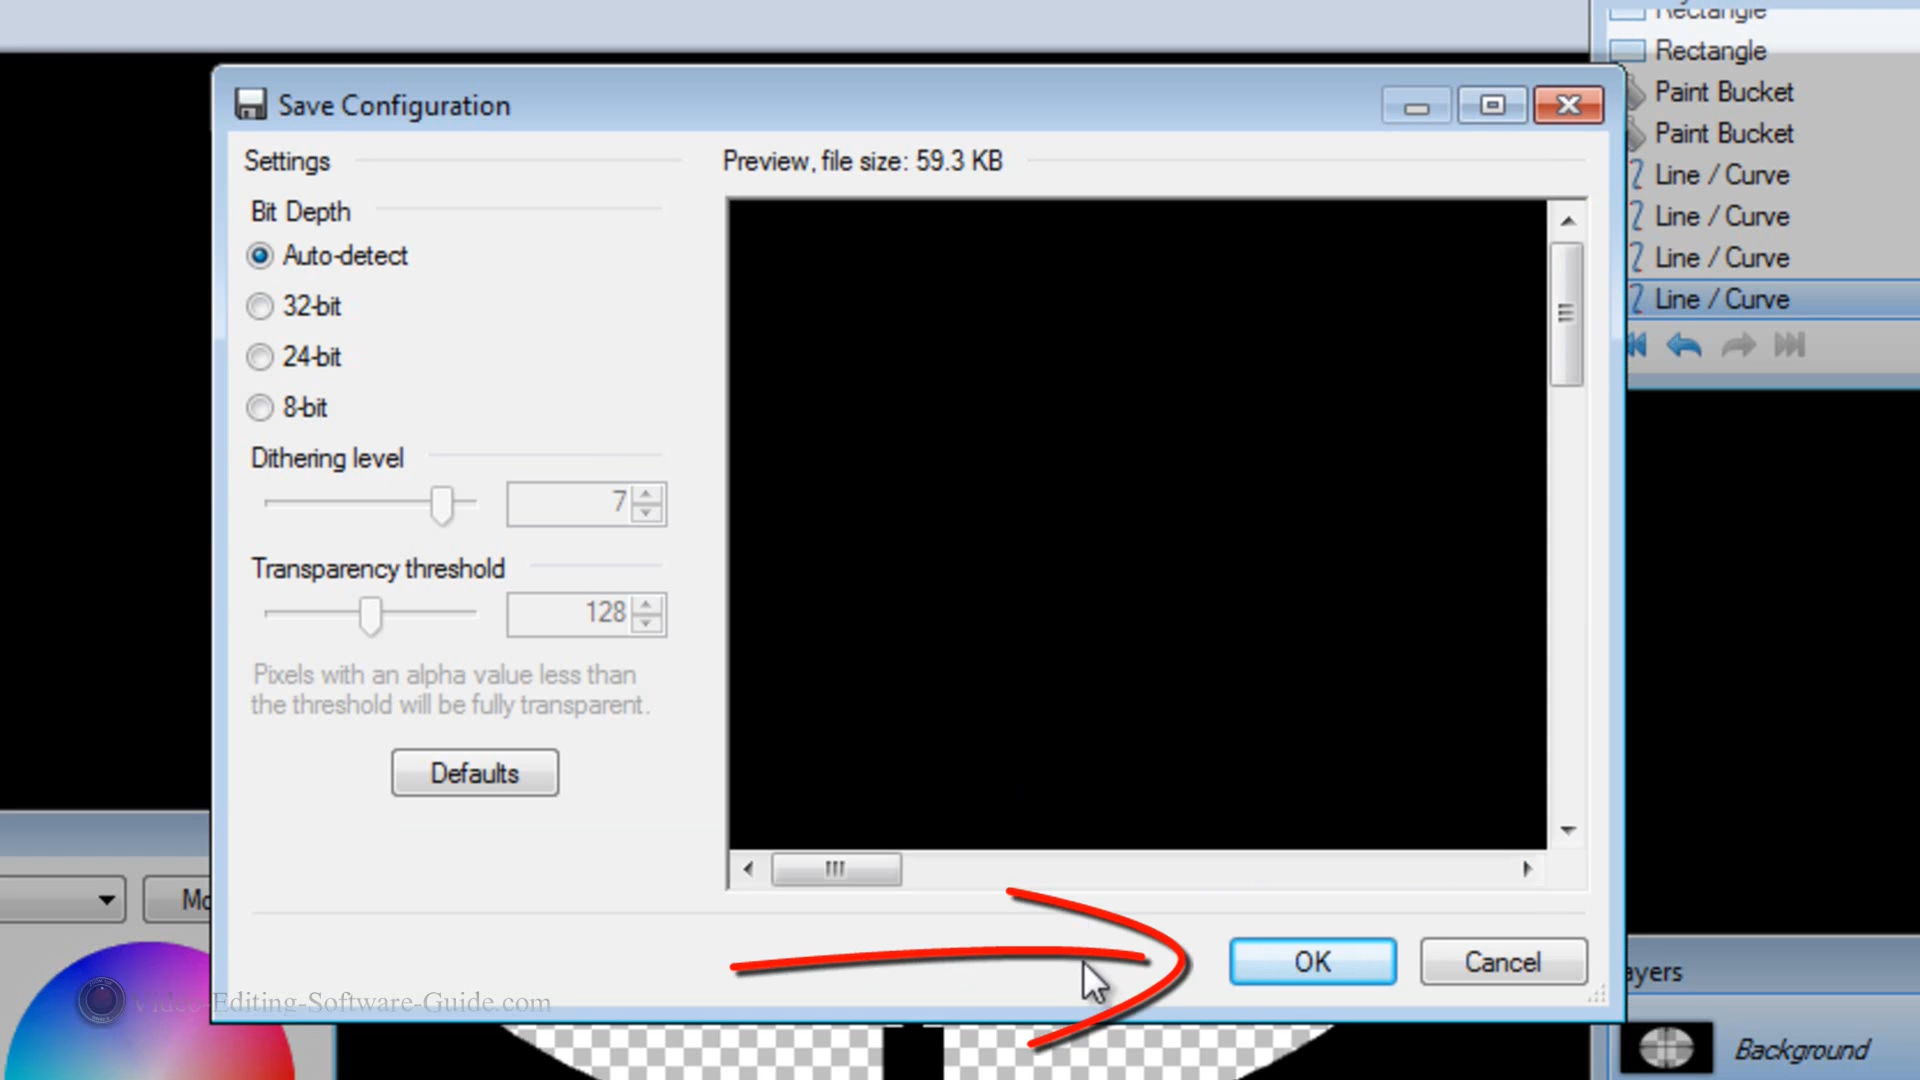 Rectangle
Rectangle
Paint Bucket
Paint Bucket
Line / Curve
Line / Curve
Line / Curve
Line / Curve
Save Configuration
Settings
Preview, file size: 59.3 KB
Bit Depth
Auto-detect
32-bit
24-bit
8-bit
Dithering level
7
Transparency threshold
128
Pixels with an alpha value less than
the threshold will be fully transparent.
Defaults
Mo
OK
Cancel
ayers
Video-Editing-Software-Guide.com
Background